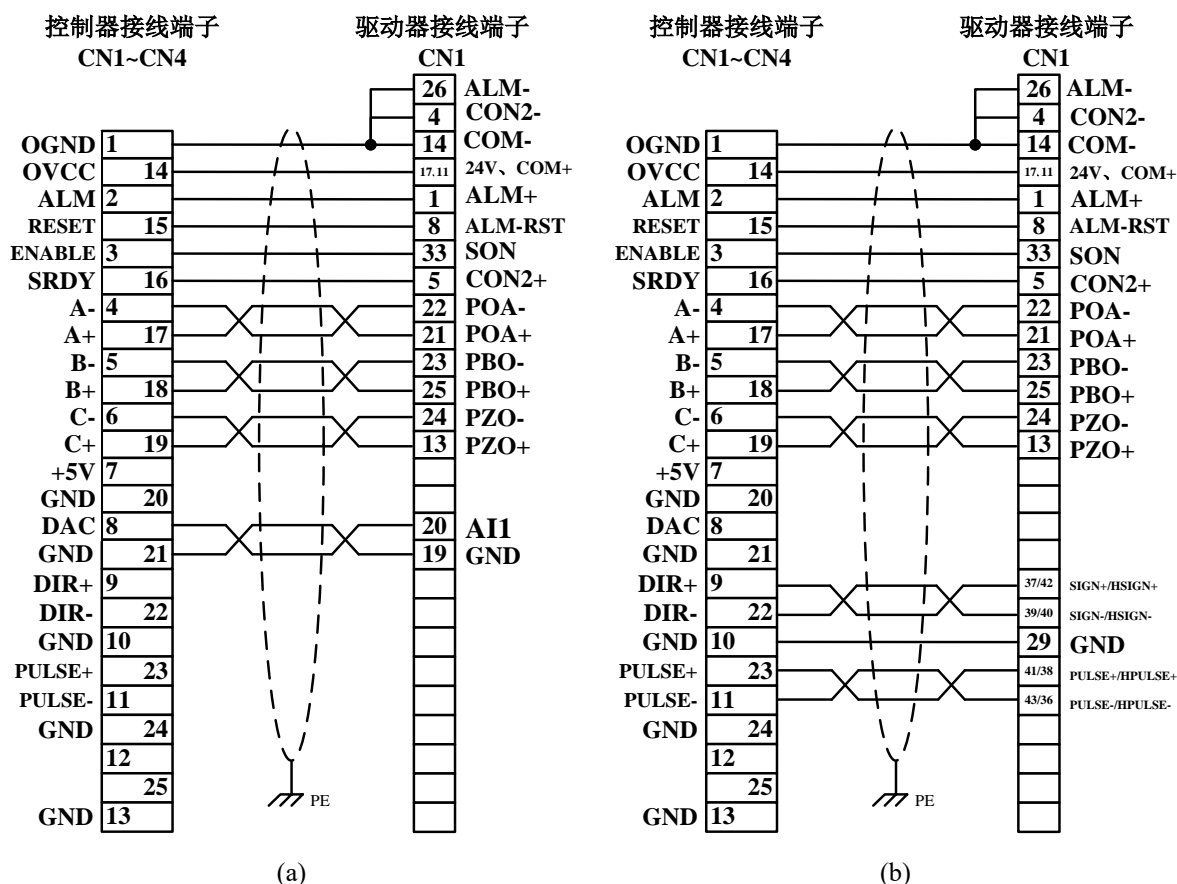 控制器接线端子 驱动器接线端子
CN1~CN4 CN1
26 ALM-
4 CON2-
OGND 1 14 COM-
OVCC 14 17.11 24V、COM+
ALM 2 1 ALM+
RESET 15 8 ALM-RST
ENABLE 3 33 SON
SRDY 16 5 CON2+
A- 4 22 POA-
A+ 17 21 POA+
B- 5 23 PBO-
B+ 18 25 PBO+
C- 6 24 PZO-
C+ 19 13 PZO+
+5V 7
GND 20
DAC 8 20 AI1
GND 21 19 GND
DIR+ 9
DIR- 22
GND 10
PULSE+ 23
PULSE- 11
GND 24
12
25
GND 13
PE
(a)
控制器接线端子 驱动器接线端子
CN1~CN4 CN1
26 ALM-
4 CON2-
OGND 1 14 COM-
OVCC 14 17.11 24V、COM+
ALM 2 1 ALM+
RESET 15 8 ALM-RST
ENABLE 3 33 SON
SRDY 16 5 CON2+
A- 4 22 POA-
A+ 17 21 POA+
B- 5 23 PBO-
B+ 18 25 PBO+
C- 6 24 PZO-
C+ 19 13 PZO+
+5V 7
GND 20
DAC 8
GND 21
DIR+ 9 37/42 SIGN+/HSIGN+
DIR- 22 39/40 SIGN-/HSIGN-
GND 10 29 GND
PULSE+ 23 41/38 PULSE+/HPULSE+
PULSE- 11 43/36 PULSE-/HPULSE-
GND 24
12
25
GND 13
PE
(b)